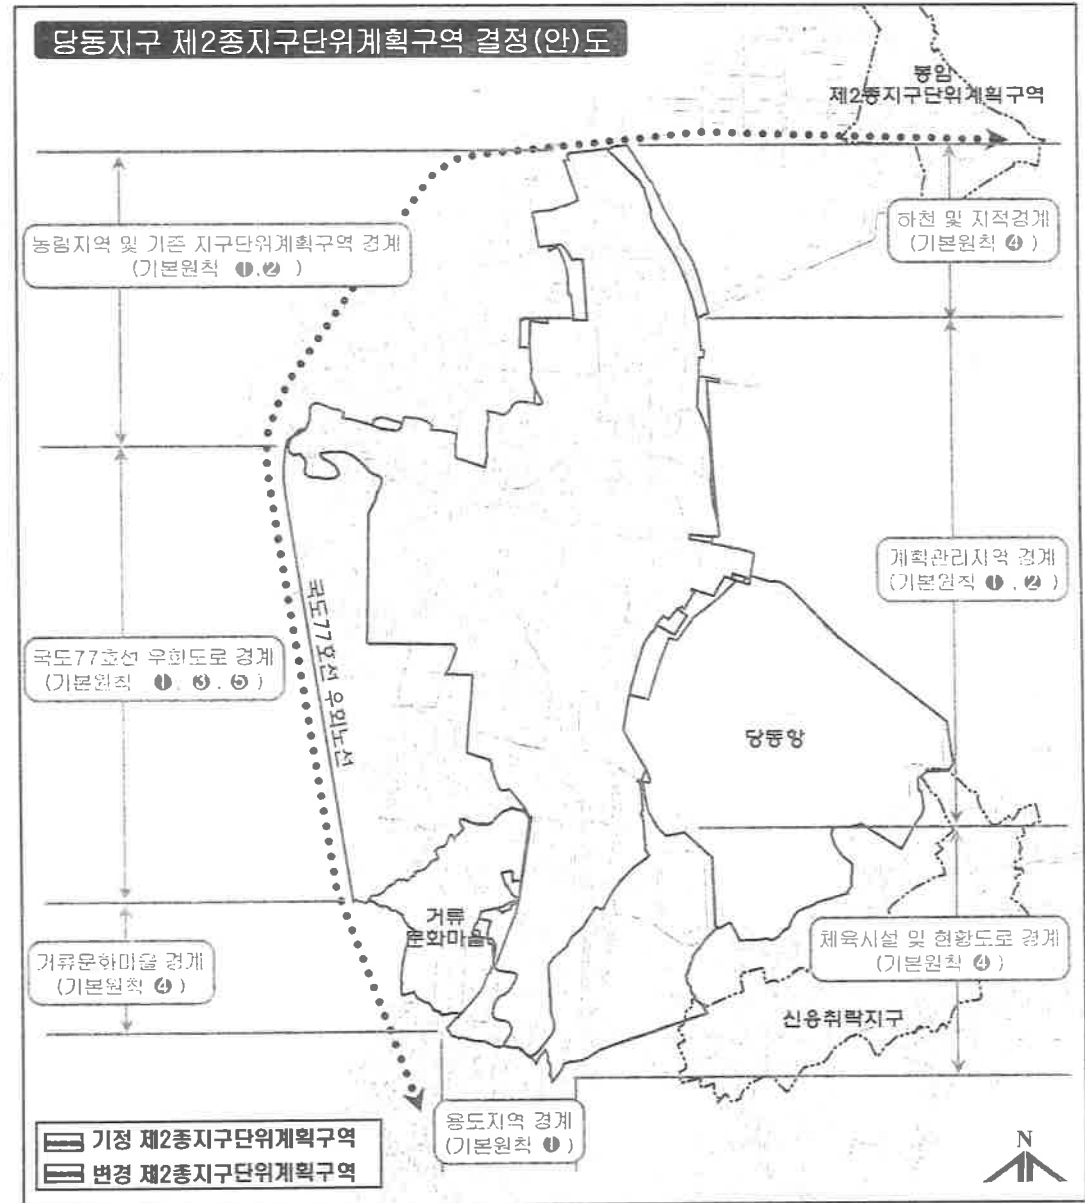 당동지구 제2종지구단위계획구역 결정(안)도
봉암
제2종지구단위계획구역
농림지역 및 기존 지구단위계획구역 경계
(기본원칙 ❶.❷ )
하천 및 지적경계
(기본원칙 ❹ )
계획관리지역 경계
(기본원칙 ❶ . ❷ )
국도77호선 우회도로 경계
(기본원칙 ❶. ❸ . ❺ )
국도77호선 우회노선
당동항
거류
문화마을
거류문화마을 경계
(기본원칙 ❹ )
체육시설 및 현황도로 경계
(기본원칙 ❹ )
신용취락지구
용도지역 경계
(기본원칙 ❶ )
기정 제2종지구단위계획구역
변경 제2종지구단위계획구역
N